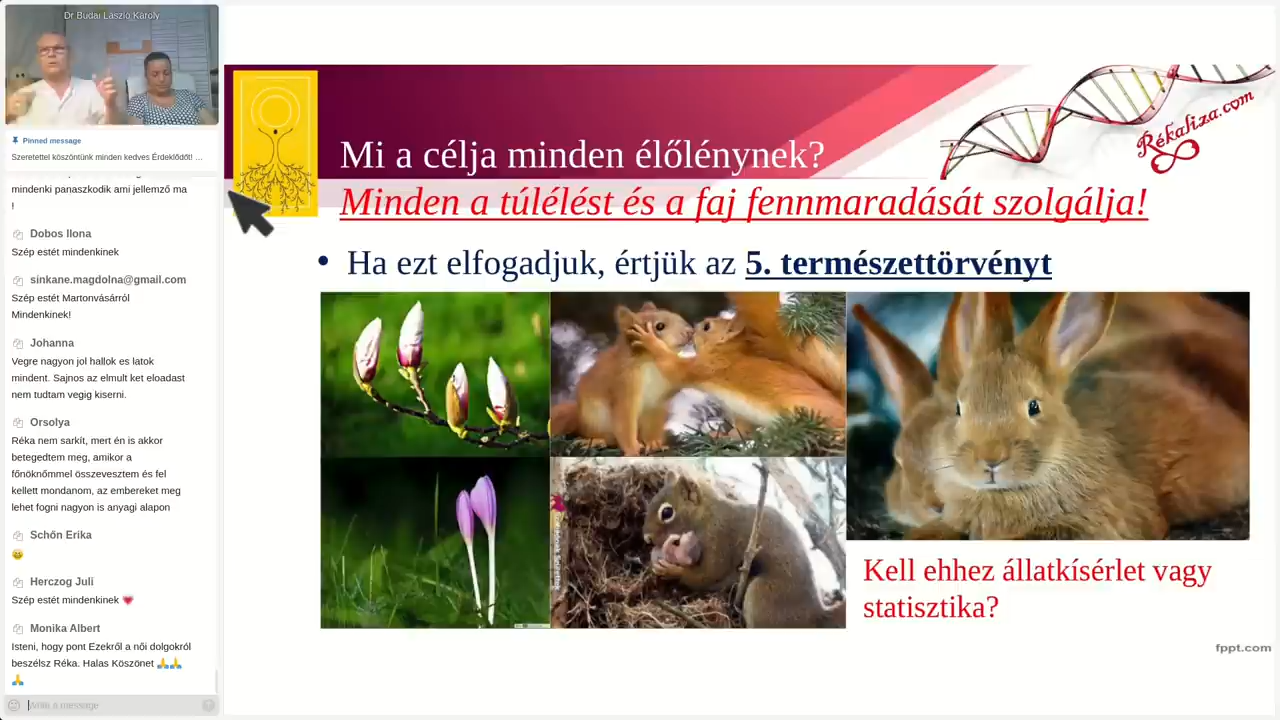 Dr Budai László Károly
Pinned message
Szeretettel köszöntünk minden kedves Érdeklődőt! ...
mindenki panaszkodik ami jellemző ma
!
Dobos Ilona
Szép estét mindenkinek
sinkane.magdolna@gmail.com
Szép estét Martonvásárról
Mindenkinek!
Johanna
Vegre nagyon jol hallok es latok
mindent. Sajnos az elmult ket eloadast
nem tudtam vegig kiserni.
Orsolya
Réka nem sarkít, mert én is akkor
betegedtem meg, amikor a
főnöknőmmel összevesztem és fel
kellett mondanom, az embereket meg
lehet fogni nagyon is anyagi alapon
Schőn Erika
😄
Herczog Juli
Szép estét mindenkinek 💗
Monika Albert
Isteni, hogy pont Ezekről a női dolgokról
beszélsz Réka. Halas Köszönet 🙏🙏
🙏
Write a message
Rékaliza.com
Mi a célja minden élőlénynek?
Minden a túlélést és a faj fennmaradását szolgálja!
• Ha ezt elfogadjuk, értjük az 5. természettörvényt
Kell ehhez állatkísérlet vagy
statisztika?
fppt.com